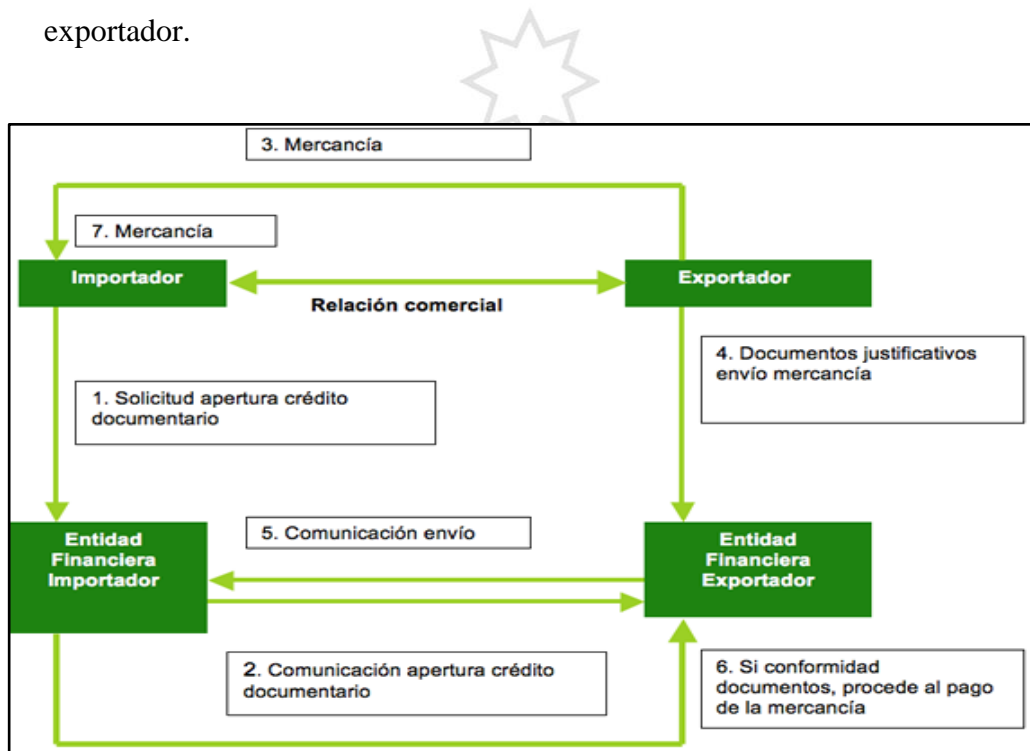 exportador.
3. Mercancía
7. Mercancía
Importador
Exportador
Relación comercial
4. Documentos justificativos
envío mercancía
1. Solicitud apertura crédito
documentario
Entidad
Financiera
Importador
5. Comunicación envío
Entidad
Financiera
Exportador
2. Comunicación apertura crédito
documentario
6. Si conformidad
documentos, procede al pago
de la mercancía